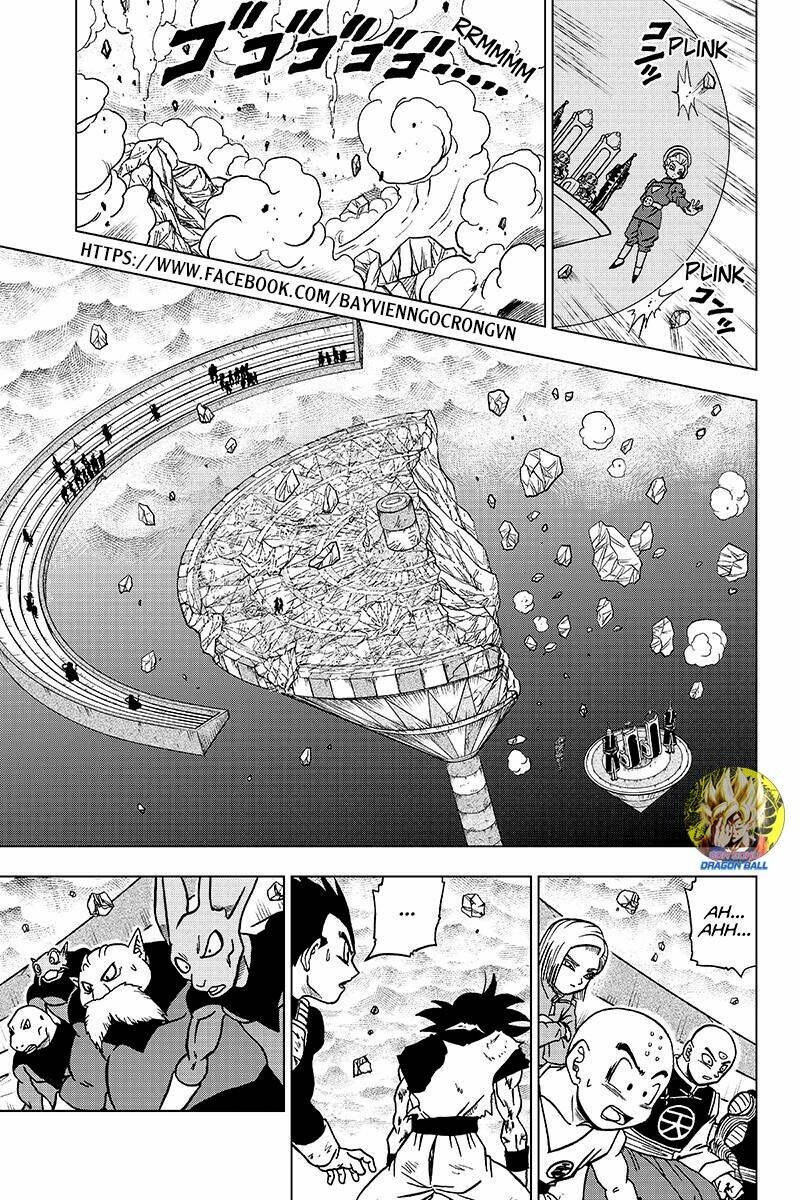 コンッ
PLINK
PLINK
コンッ
ゴゴゴゴゴ・・・・・
RRMMMM
HTTPS://WWW.FACEBOOK.COM/BAYVIENNGOCRONGVN
DRAGON BALL
AH...
AHH...
...